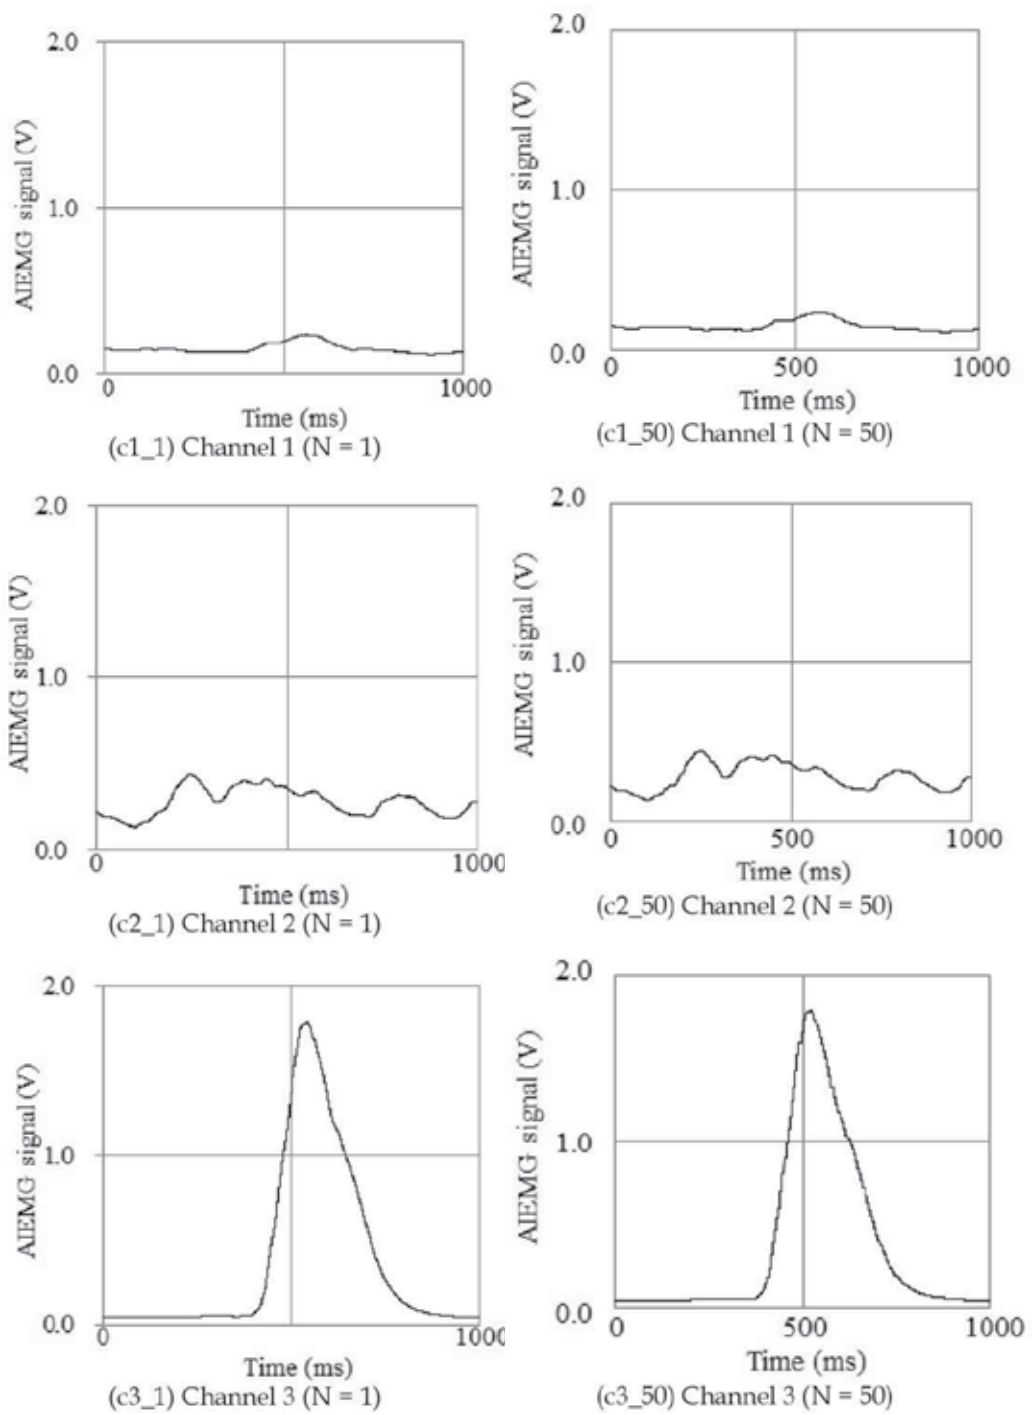 2.0
AIEMG signal (V)
1.0
0.0
0
1000
Time (ms)
(c1_1) Channel 1 (N = 1)
2.0
AIEMG signal (V)
1.0
0.0
0
500
1000
Time (ms)
(c1_50) Channel 1 (N = 50)
2.0
AIEMG signal (V)
1.0
0.0
0
1000
Time (ms)
(c2_1) Channel 2 (N = 1)
2.0
AIEMG signal (V)
1.0
0.0
0
500
1000
Time (ms)
(c2_50) Channel 2 (N = 50)
2.0
AIEMG signal (V)
1.0
0.0
0
1000
Time (ms)
(c3_1) Channel 3 (N = 1)
2.0
AIEMG signal (V)
1.0
0.0
0
500
1000
Time (ms)
(c3_50) Channel 3 (N = 50)